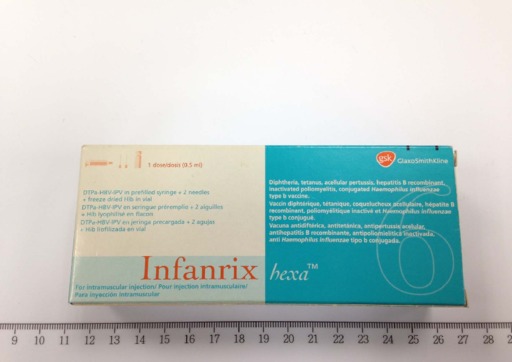 1 dose/dosis (0.5 ml)
DTPa-HBV-IPV in prefilled syringe + 2 needles
+ freeze dried Hib in vial
DTPa-HBV-IPV en seringue préremplie + 2 aiguilles
+ Hib lyophilisé en flacon
DTPa-HBV-IPV en jeringa precargada + 2 agujas
+ Hib liofilizada en vial
gsk GlaxoSmithKline
Diphtheria, tetanus, acellular pertussis, hepatitis B recombinant,
inactivated poliomyelitis, conjugated Haemophilus influenzae
type b vaccine.
Vaccin diphtérique, tétanique, coquelucheux acellulaire, hépatite B
recombinant, poliomyélitique inactivé et Haemophilus influenzae
type b conjugué.
Vacuna antidiftérica, antitetánica, antipertussis acelular,
antihepatitis B recombinante, antipoliomielítica inactivada,
anti Haemophilus influenzae tipo b conjugada.
6
Infanrix hexa™
For intramuscular injection/ Pour injection intramusculaire/
Para inyección intramuscular
9 10 11 12 13 14 15 16 17 18 19 20 21 22 23 24 25 26 27 28